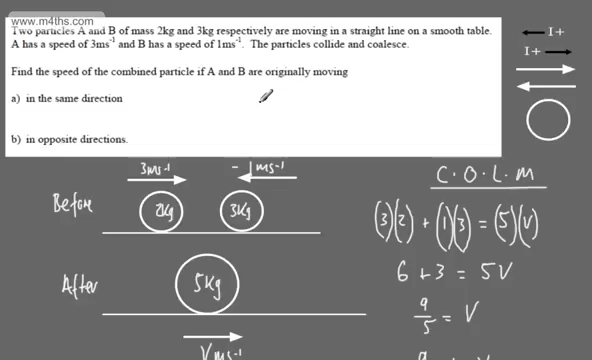 www.m4ths.com
Two particles A and B of mass 2kg and 3kg respectively are moving in a straight line on a smooth table.
A has a speed of 3ms⁻¹ and B has a speed of 1ms⁻¹. The particles collide and coalesce.
Find the speed of the combined particle if A and B are originally moving
a) in the same direction
b) in opposite directions.
I+
I+
3ms-1
- 1ms-1
Before
2kg
3kg
After
5kg
Vms-1
C.O.L.M
(3)(2) + (1)(3) = (5)(V)
6 + 3 = 5V
9/5 = V